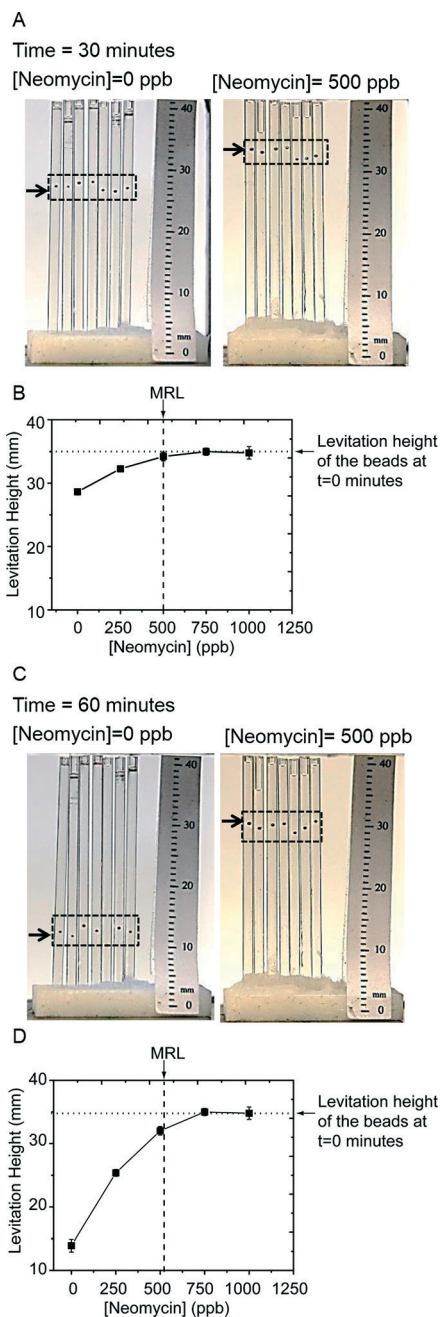 A
Time = 30 minutes
[Neomycin]=0 ppb
[Neomycin]= 500 ppb
40
30
20
10
mm
0
40
30
20
10
mm
0
B
MRL
Levitation Height (mm)
40
30
20
10
0 250 500 750 1000 1250
[Neomycin] (ppb)
Levitation height
of the beads at
t=0 minutes
C
Time = 60 minutes
[Neomycin]=0 ppb
[Neomycin]= 500 ppb
40
30
20
10
mm
0
40
30
20
10
mm
0
D
MRL
Levitation Height (mm)
40
30
20
10
0 250 500 750 1000 1250
[Neomycin] (ppb)
Levitation height
of the beads at
t=0 minutes